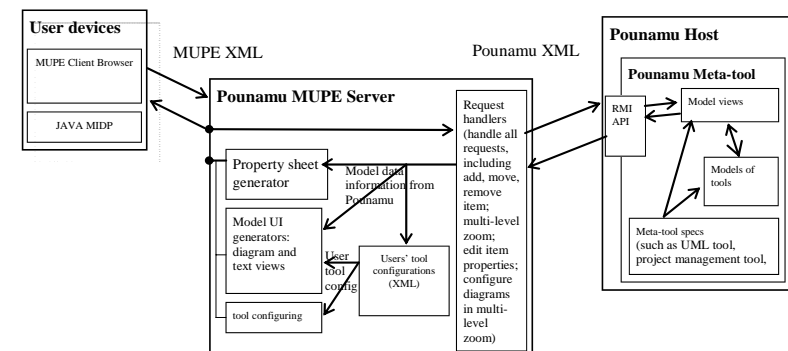 User devices
MUPE Client Browser
JAVA MIDP
MUPE XML
Pounamu XML
Pounamu MUPE Server
Property sheet
generator
Model data
information from
Pounamu
Model UI
generators:
diagram and
text views
User
tool
config
Users' tool
configurations
(XML)
tool configuring
Request
handlers
(handle all
requests,
including
add, move,
remove
item;
multi-level
zoom;
edit item
properties;
configure
diagrams
in multi-
level
zoom)
Pounamu Host
Pounamu Meta-tool
RMI
API
Model views
Models of
tools
Meta-tool specs
(such as UML tool,
project management tool,